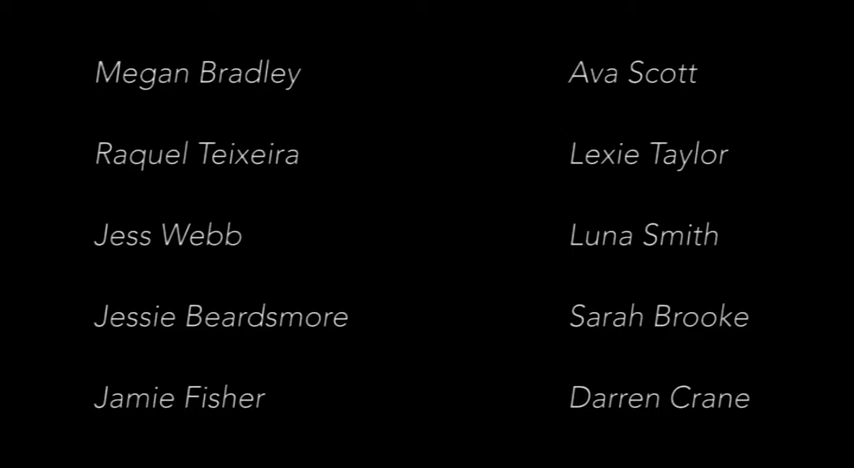 Megan Bradley
Raquel Teixeira
Jess Webb
Jessie Beardsmore
Jamie Fisher
Ava Scott
Lexie Taylor
Luna Smith
Sarah Brooke
Darren Crane